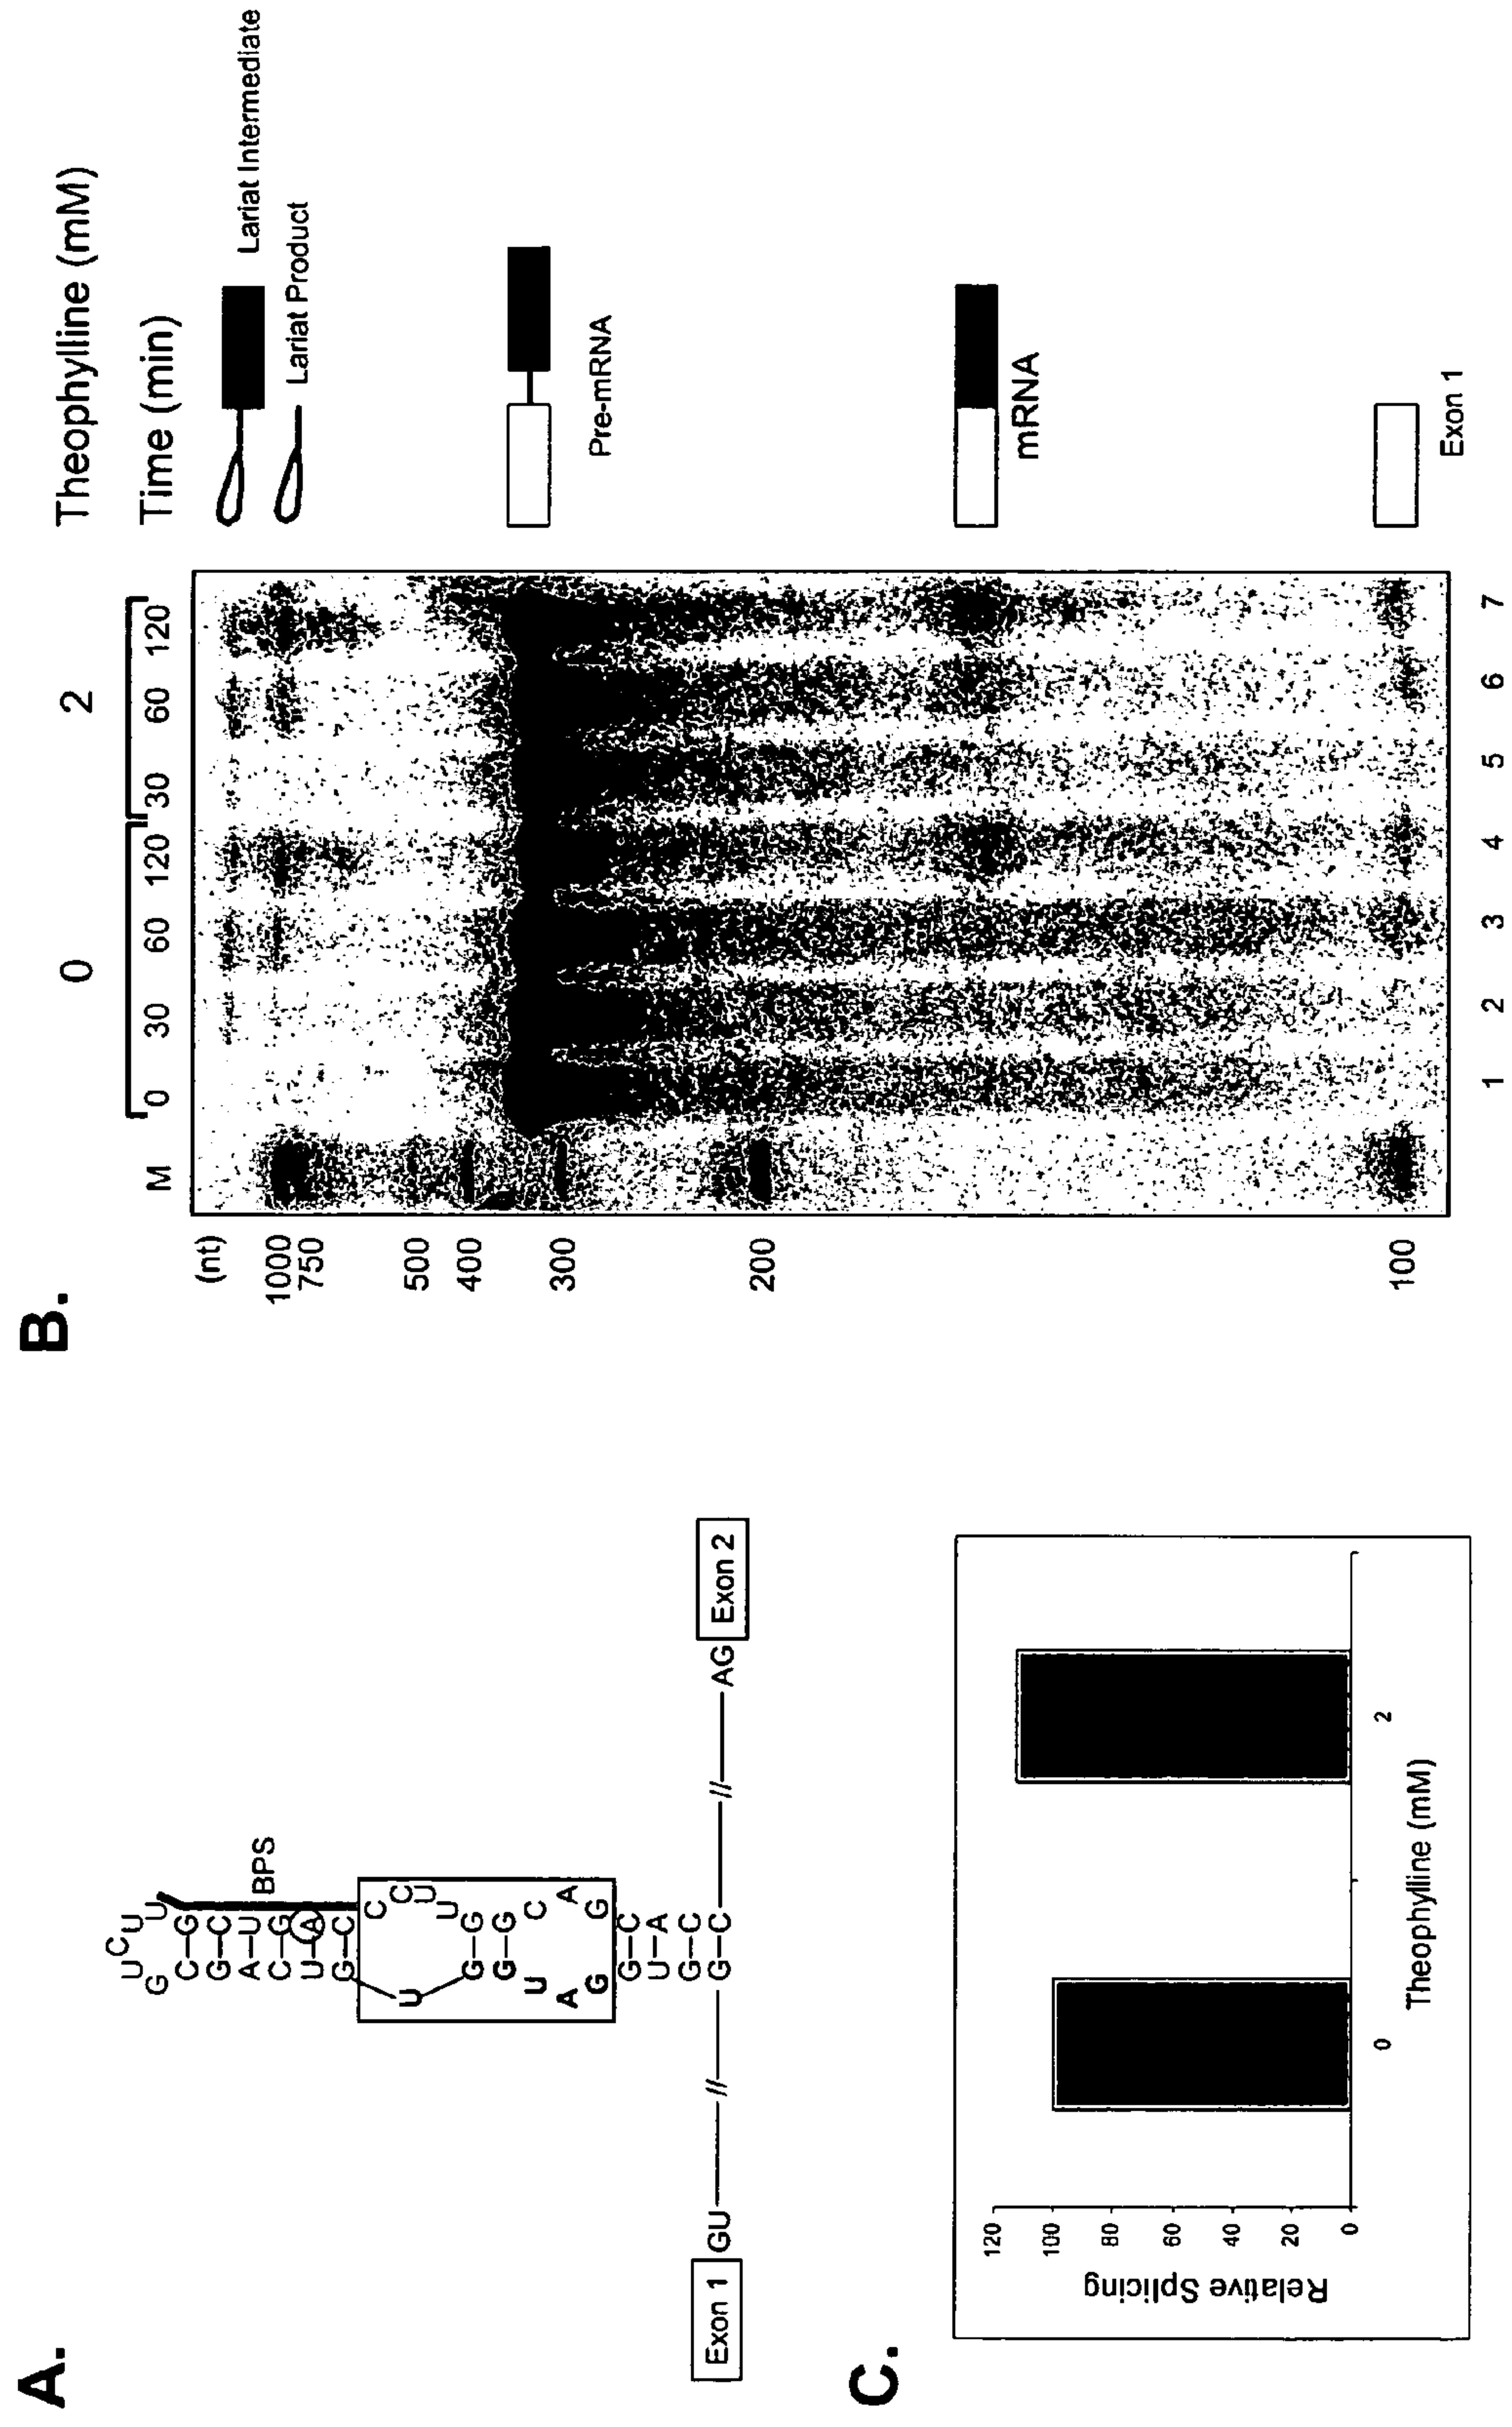 A.
C
U U
G U
C–G
G–C
A–U
C–G
U–A
G–C
BPS
C
C
U
U U
G–G
G–G
U C
A A
G G
G–C
U–A
G–C
G–C
Exon 1 GU // // AG Exon 2
B.
Theophylline (mM)
0 2
Time (min)
M 0 30 60 120 30 60 120
(nt)
1000
750
500
400
300
200
100
Lariat Intermediate
Lariat Product
Pre-mRNA
mRNA
Exon 1
1 2 3 4 5 6 7
C.
Relative Splicing
120
100
80
60
40
20
0
0 2
Theophylline (mM)